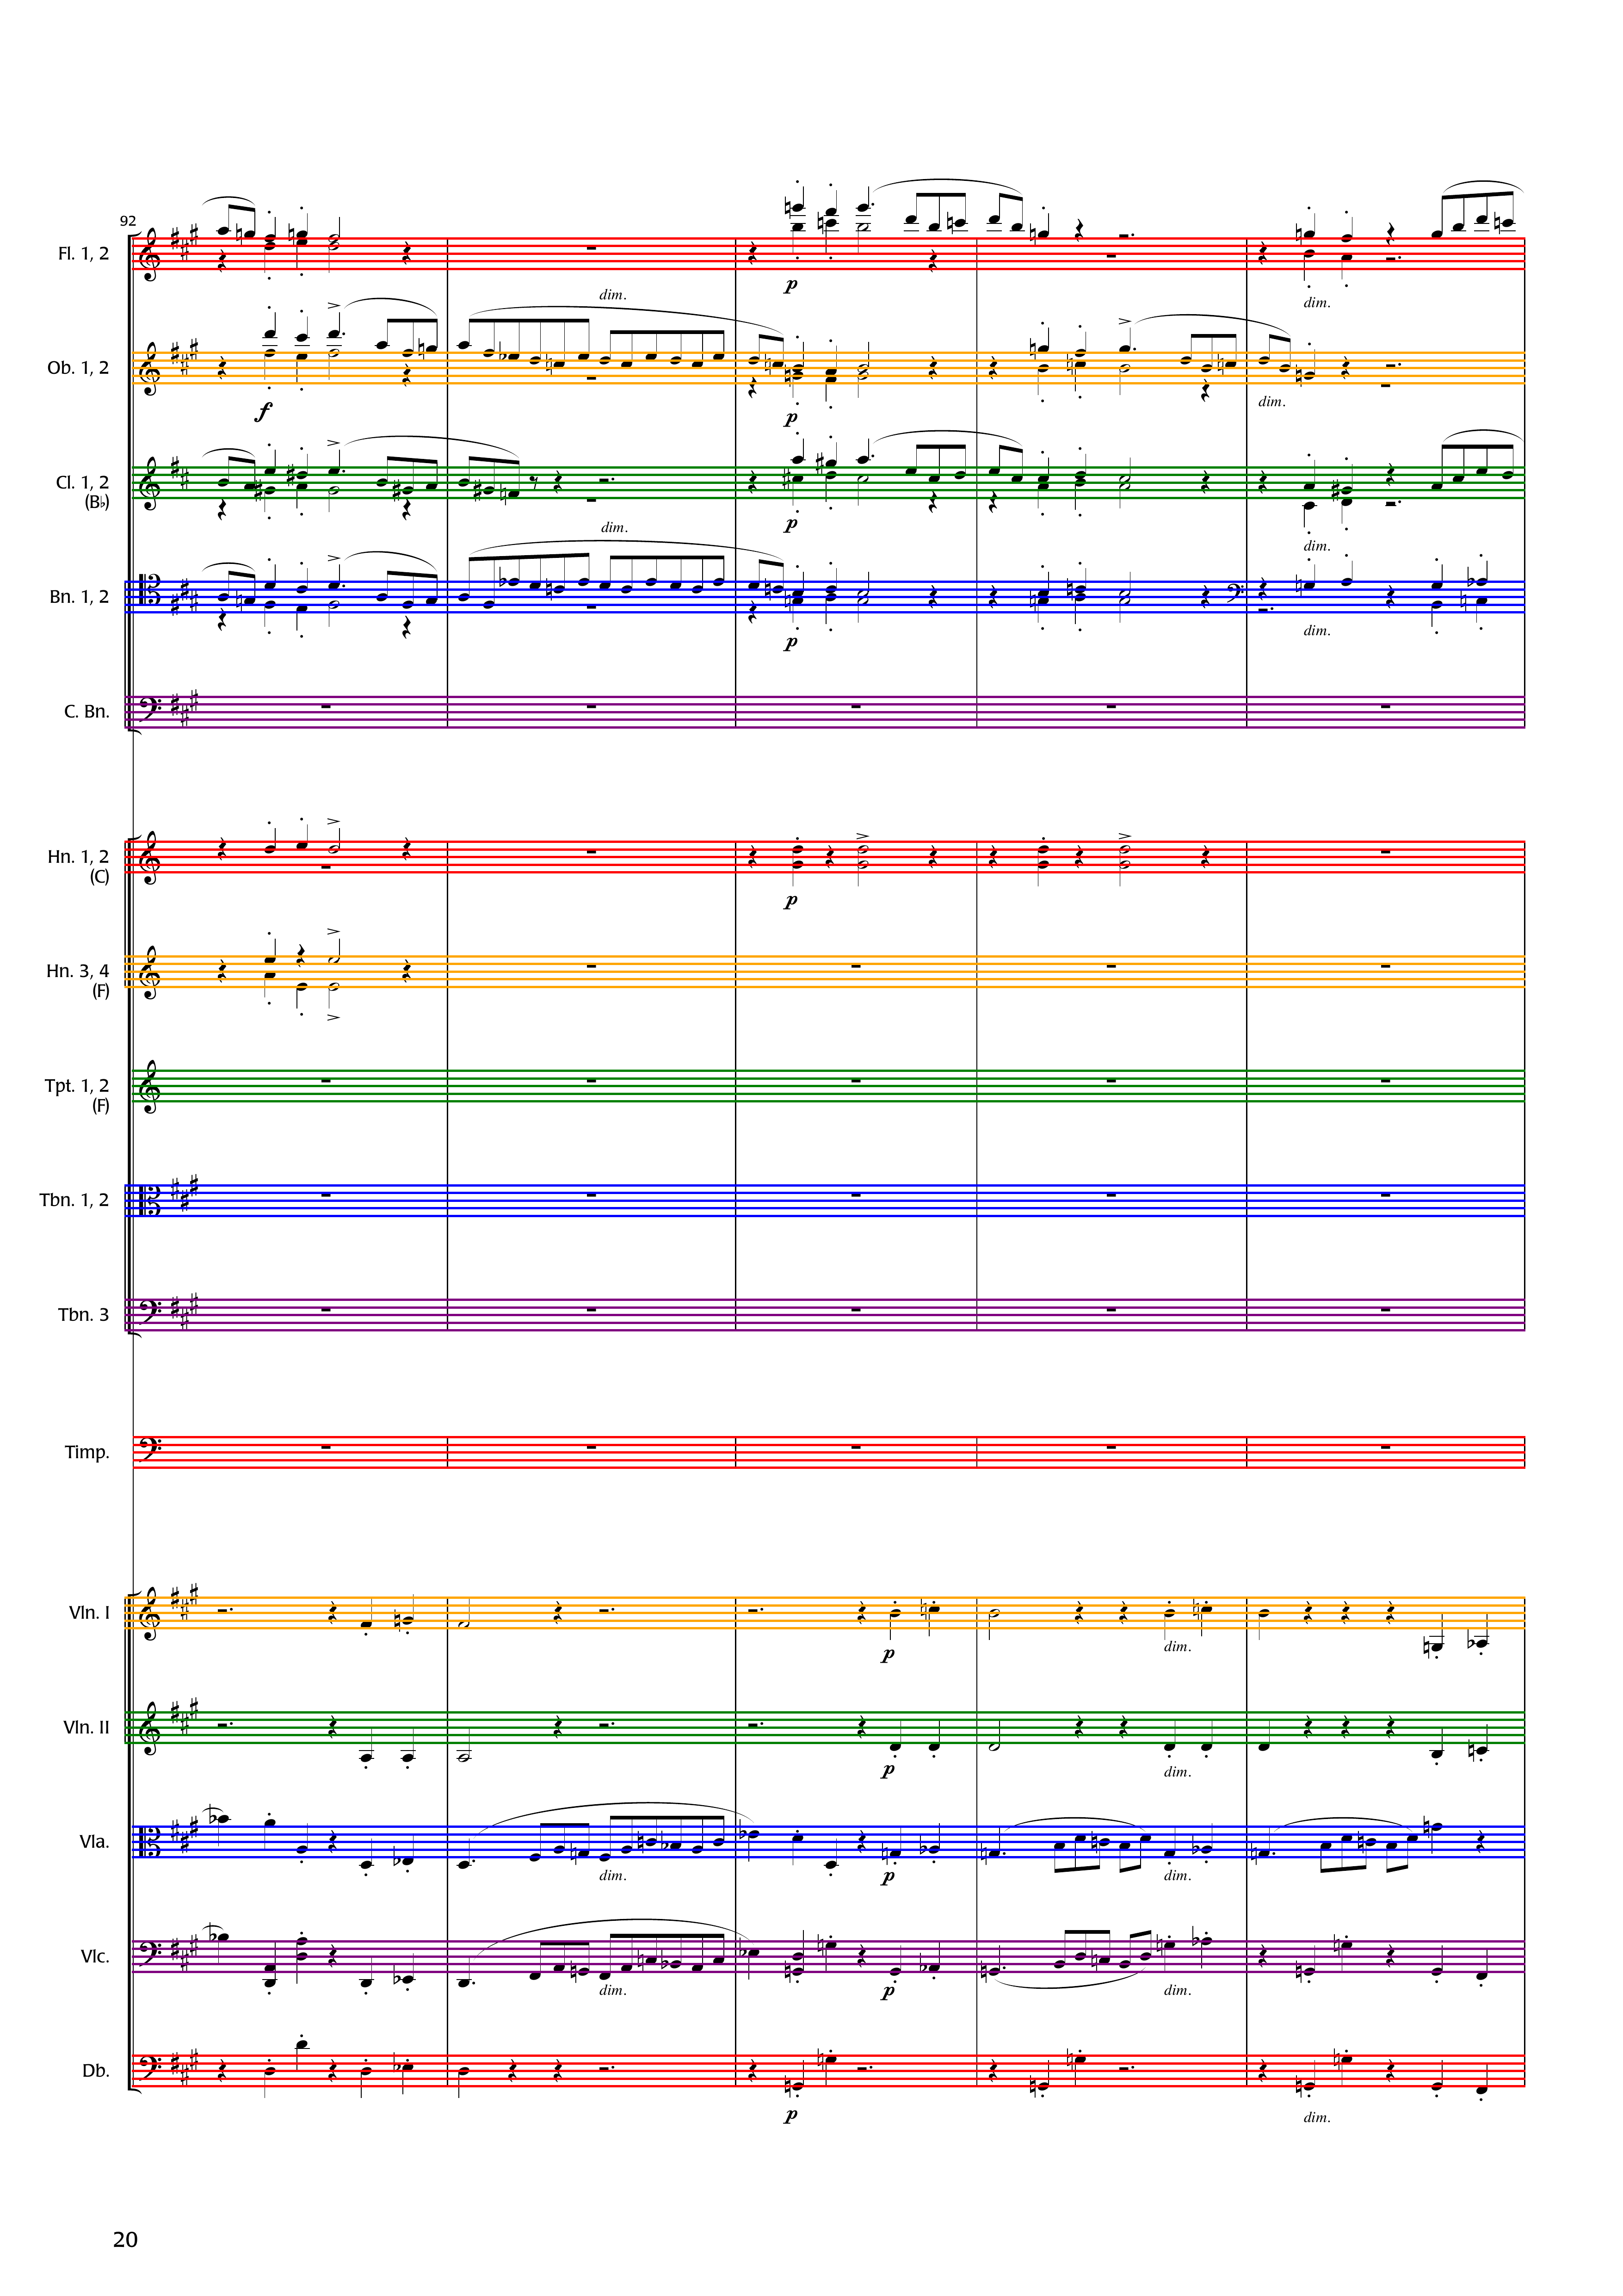 92
Fl. 1, 2
p
dim.
dim.
Ob. 1, 2
f
p
dim.
Cl. 1, 2
(B♭)
p
dim.
dim.
Bn. 1, 2
p
dim.
C. Bn.
Hn. 1, 2
(C)
p
Hn. 3, 4
(F)
Tpt. 1, 2
(F)
Tbn. 1, 2
Tbn. 3
Timp.
Vln. I
p
dim.
Vln. II
p
dim.
Vla.
dim.
p
dim.
Vlc.
dim.
p
dim.
Db.
p
dim.
20